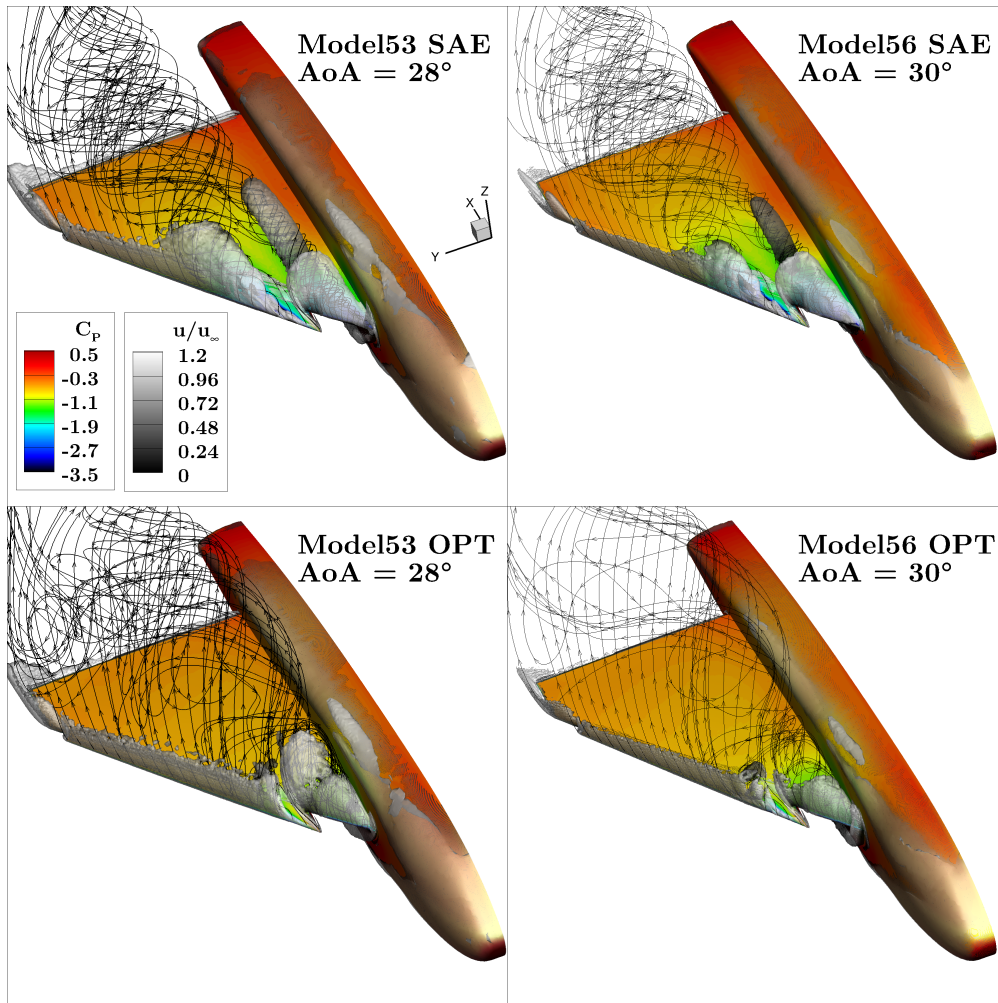 Model53 SAE
AoA = 28°
Model56 SAE
AoA = 30°
X
Z
Y
Cₚ
0.5
-0.3
-1.1
-1.9
-2.7
-3.5
u/u∞
1.2
0.96
0.72
0.48
0.24
0
Model53 OPT
AoA = 28°
Model56 OPT
AoA = 30°